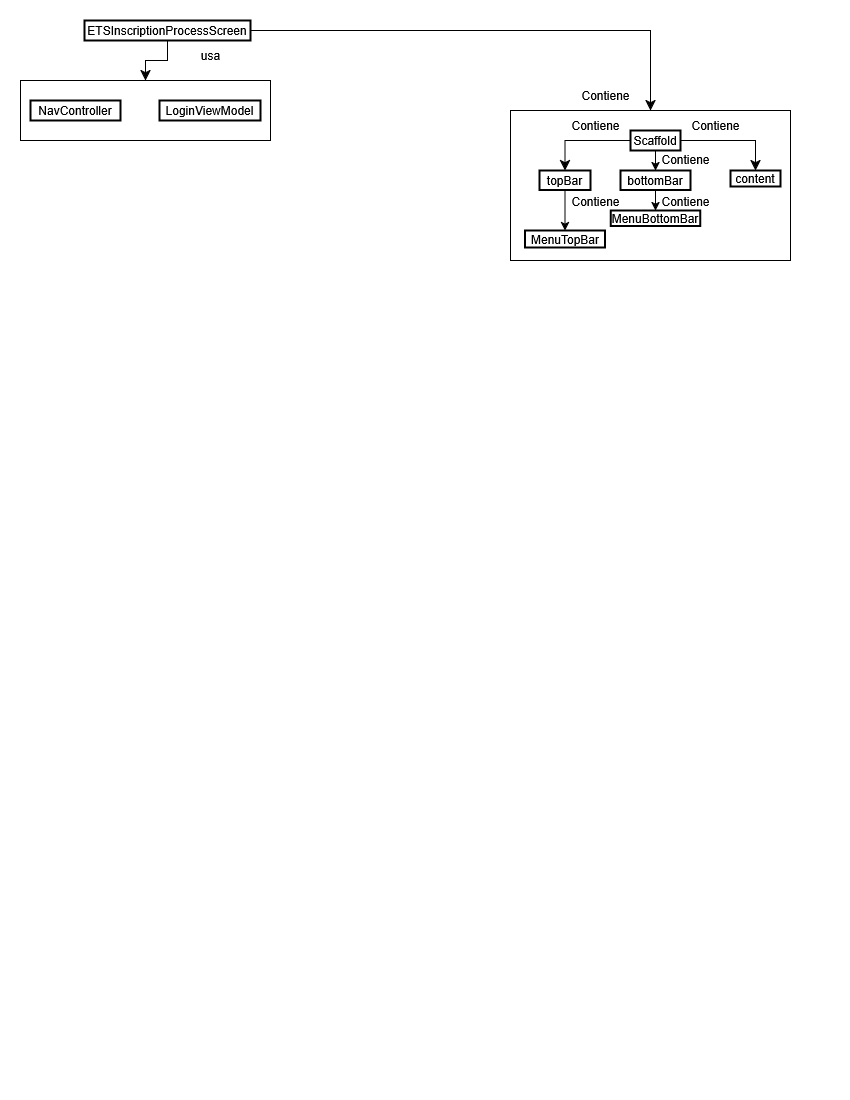 ETSInscriptionProcessScreen
usa
NavController
LoginViewModel
Contiene
Contiene
Scaffold
Contiene
Contiene
topBar
bottomBar
content
Contiene
Contiene
MenuBottomBar
MenuTopBar